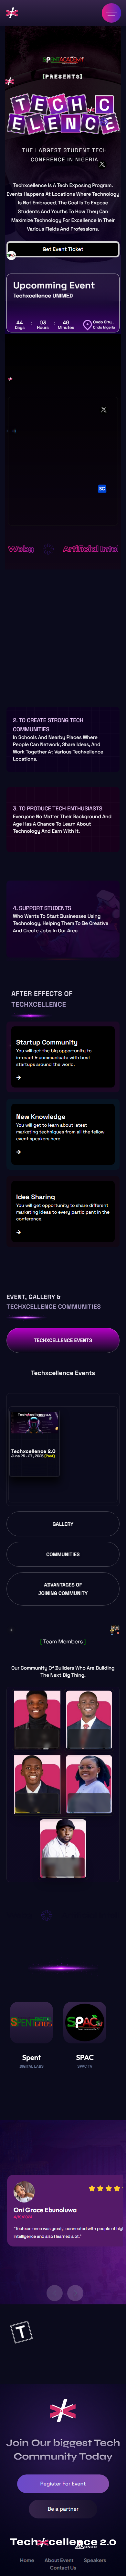 SPENTACADEMY
[PRESENTS]
TECHX
CELLENCE
THE LARGEST STUDENT TECH
CONFERENCE IN NIGERIA
Techxcellence Is A Tech Exposing Program,
Events Happens At Locations Where Technology
Is Not Embraced, The Goal Is To Expose
Students And Youths To How They Can
Maximize Technology For Excellence In Their
Various Fields And Professions.
Get Event Ticket
Upcomming Event
Techxcellence UNIMED
44
Days
03
Hours
46
Minutes
Ondo City,
Ondo Nigeria
SC
Artificial Intel
2. TO CREATE STRONG TECH
COMMUNITIES
In Schools And Nearby Places Where
People Can Network, Share Ideas, And
Work Together At Various Techxellence
Locations.
3. TO PRODUCE TECH ENTHUSIASTS
Everyone No Matter Their Background And
Age Has A Chance To Learn About
Technology And Earn With It.
4. SUPPORT STUDENTS
Who Wants To Start Businesses Using
Technology, Helping Them To Be Creative
And Create Jobs In Our Area
AFTER EFFECTS OF
TECHXCELLENCE
Startup Community
You will get the big opportunity to
interact & communicate with best
startups around the world.
New Knowledge
You will get to learn about latest
marketing techniques from all the fellow
event speakers here
Idea Sharing
You will get opportunity to share different
marketing ideas to every participant in the
conference.
EVENT, GALLERY &
TECHXCELLENCE COMMUNITIES
TECHXCELLENCE EVENTS
Techxcellence Events
Techxcellence 2.0
June 25 - 27, 2025 (Past)
GALLERY
COMMUNITIES
ADVANTAGES OF
JOINING COMMUNITY
[ Team Members ]
Our Community Of Builders Who Are Building
The Next Big Thing.
SPENT
LABS
SPAC
Spent
DIGITAL LABS
SPAC
SPAC TV
Oni Grace Ebunoluwa
"Techxcellence was great, I connected with people of
intelligence and also I learned alot."
T
Join Our biggest Tech
Community Today
Register For Event
Be a partner
Techxcellence 2.0
Home
About Event
Speakers
Contact Us